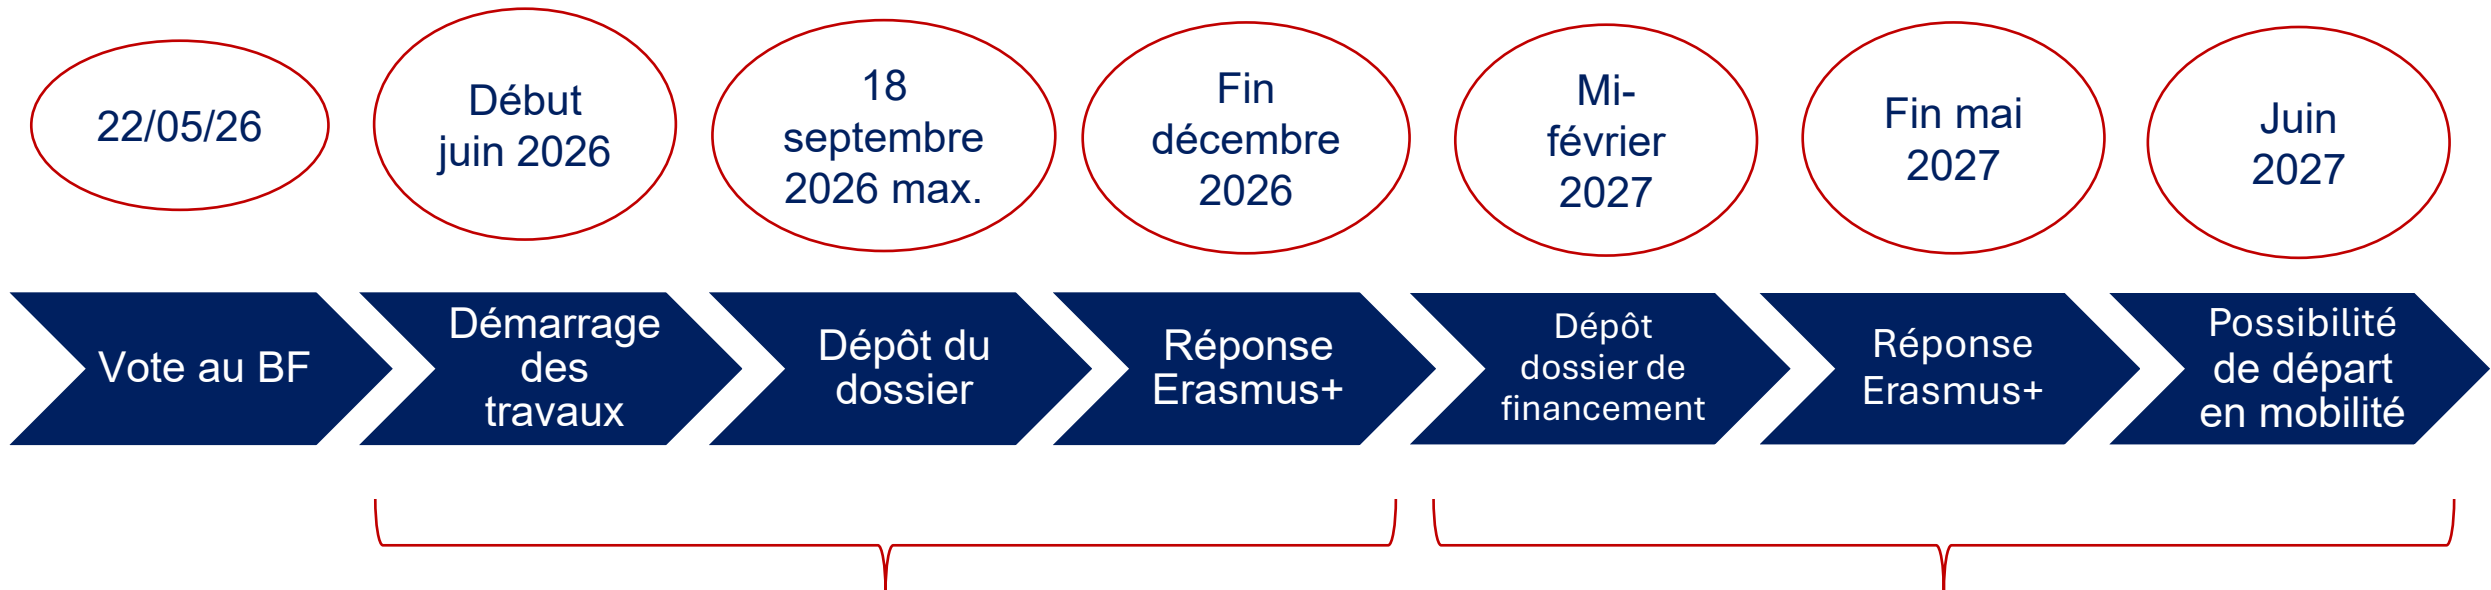 22/05/26
Début
juin 2026
18
septembre
2026 max.
Fin
décembre
2026
Mi-
février
2027
Fin mai
2027
Juin
2027
Vote au BF
Démarrage
des
travaux
Dépôt du
dossier
Réponse
Erasmus+
Dépôt
dossier de
financement
Réponse
Erasmus+
Possibilité
de départ
en mobilité